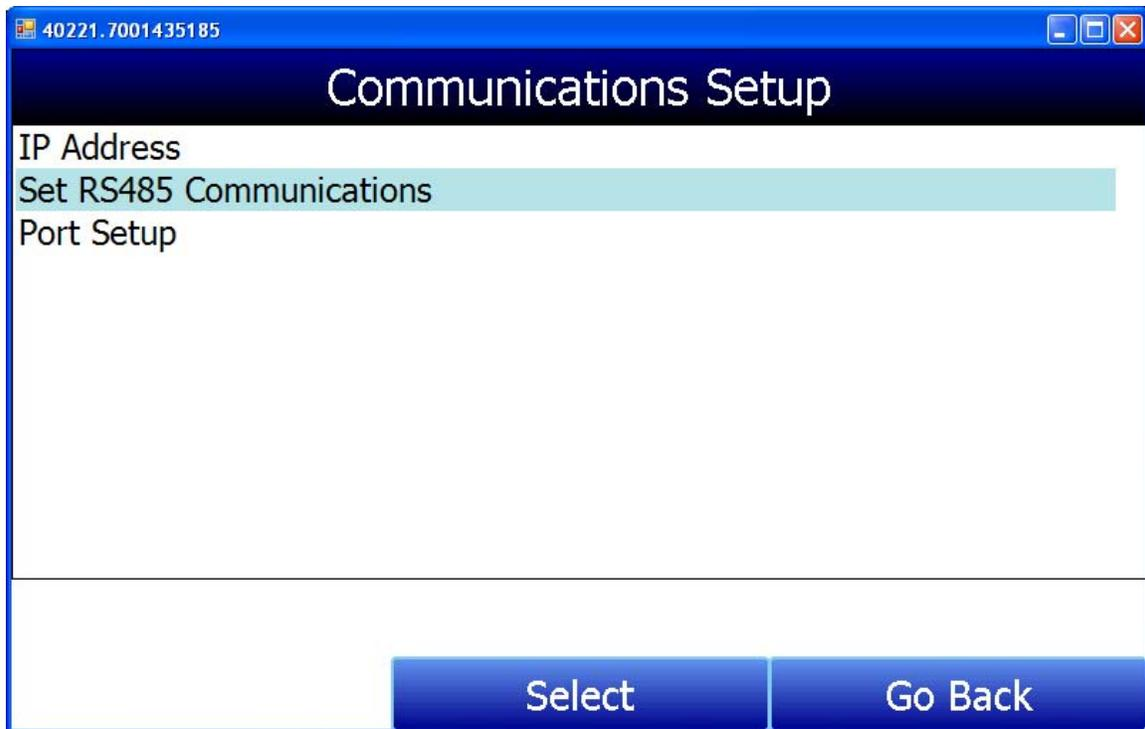 40221.7001435185
Communications Setup
IP Address
Set RS485 Communications
Port Setup
Select
Go Back